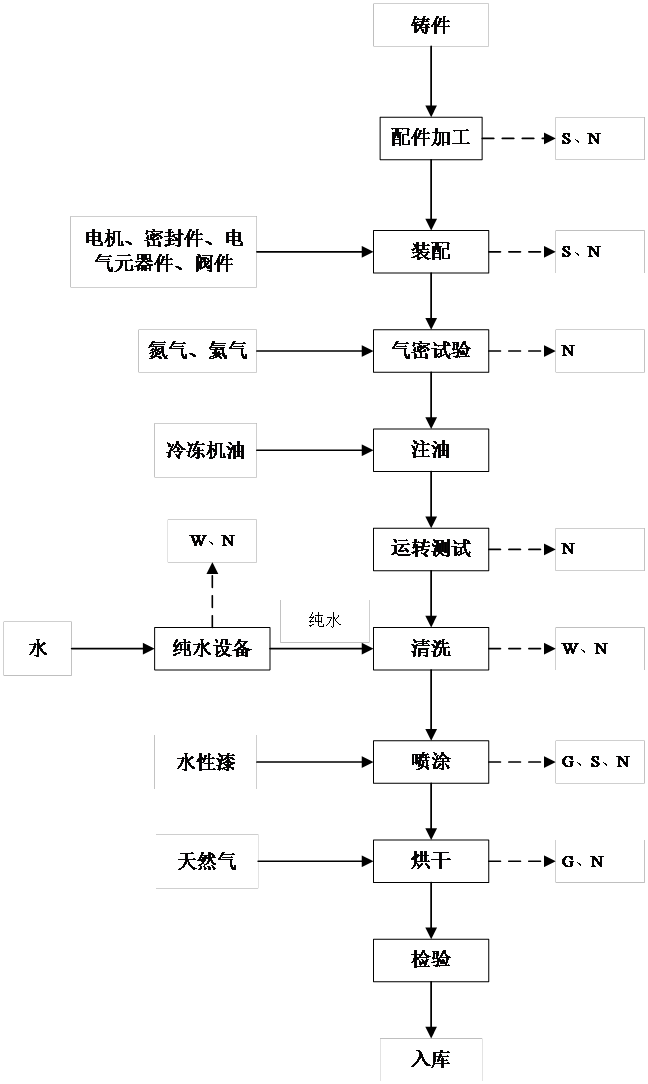 铸件
配件加工
S、N
电机、密封件、电
气元器件、阀件
装配
S、N
氮气、氦气
气密试验
N
冷冻机油
注油
W、N
运转测试
N
水
纯水设备
纯水
清洗
W、N
水性漆
喷涂
G、S、N
天然气
烘干
G、N
检验
入库